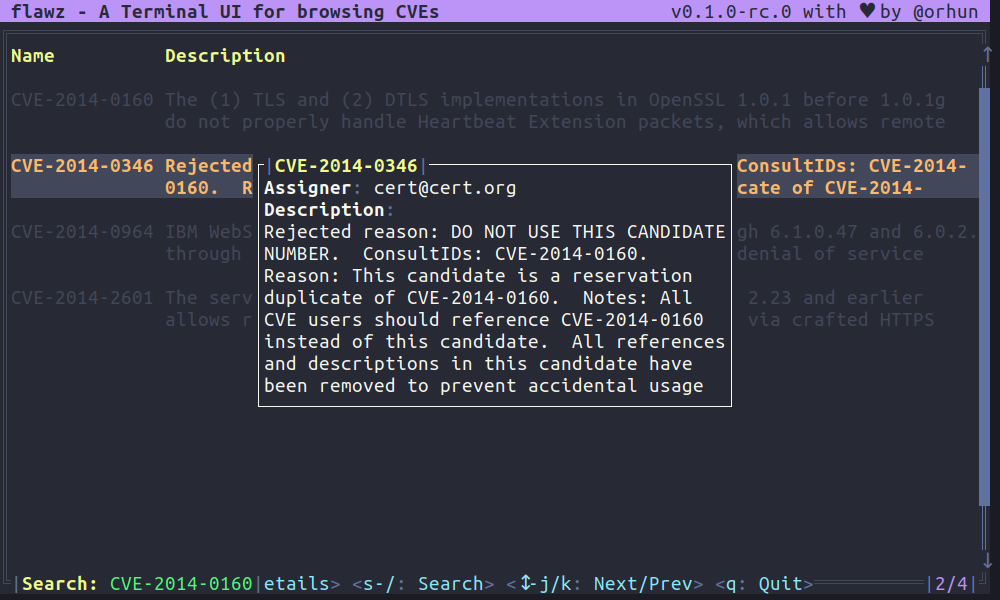 flawz - A Terminal UI for browsing CVEs v0.1.0-rc.0 with ♥ by @orhun
Name Description
CVE-2014-0160 The (1) TLS and (2) DTLS implementations in OpenSSL 1.0.1 before 1.0.1g
do not properly handle Heartbeat Extension packets, which allows remote
CVE-2014-0346 Rejected |CVE-2014-0346| ConsultIDs: CVE-2014-
0160. R Assigner: cert@cert.org cate of CVE-2014-
Description:
CVE-2014-0964 IBM WebS Rejected reason: DO NOT USE THIS CANDIDATE gh 6.1.0.47 and 6.0.2.
through NUMBER. ConsultIDs: CVE-2014-0160. denial of service
Reason: This candidate is a reservation
CVE-2014-2601 The serv duplicate of CVE-2014-0160. Notes: All 2.23 and earlier
allows r CVE users should reference CVE-2014-0160 via crafted HTTPS
instead of this candidate. All references
and descriptions in this candidate have
been removed to prevent accidental usage
|Search: CVE-2014-0160|etails> <s-/: Search> <↕-j/k: Next/Prev> <q: Quit> |2/4|